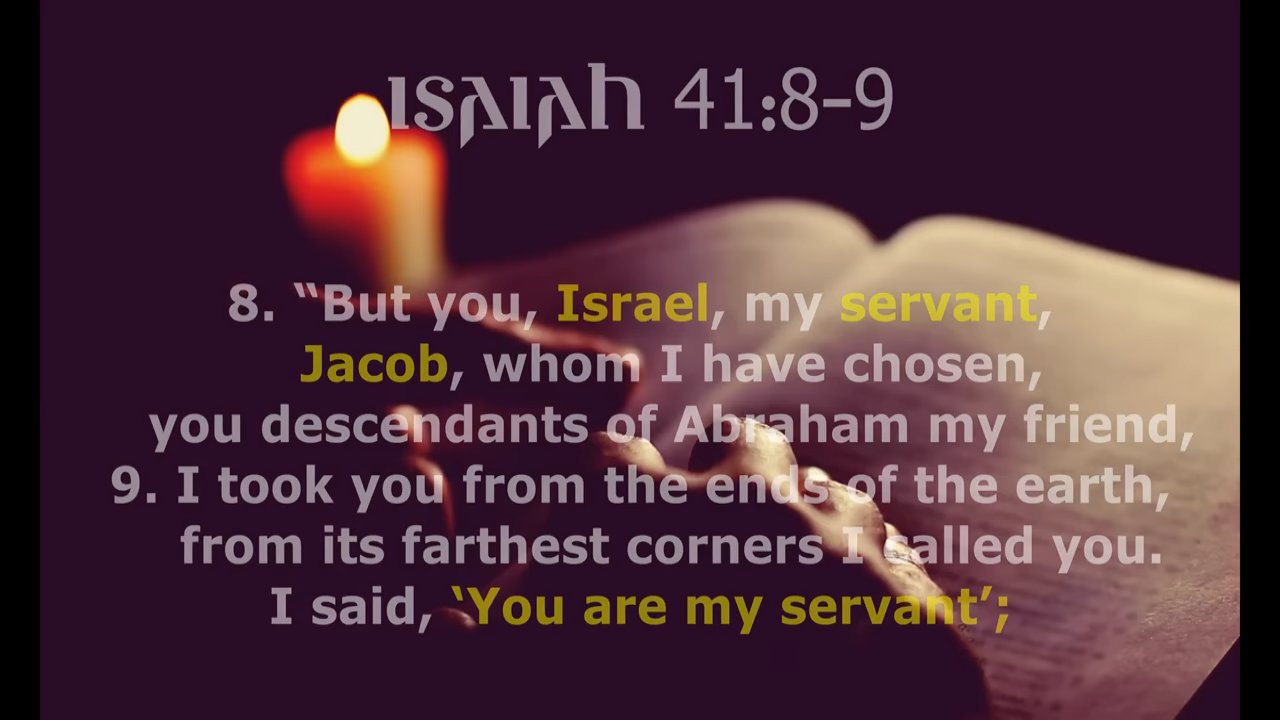 ISAIAH 41:8-9
8. “But you, Israel, my servant,
Jacob, whom I have chosen,
you descendants of Abraham my friend,
9. I took you from the ends of the earth,
from its farthest corners I called you.
I said, ‘You are my servant’;